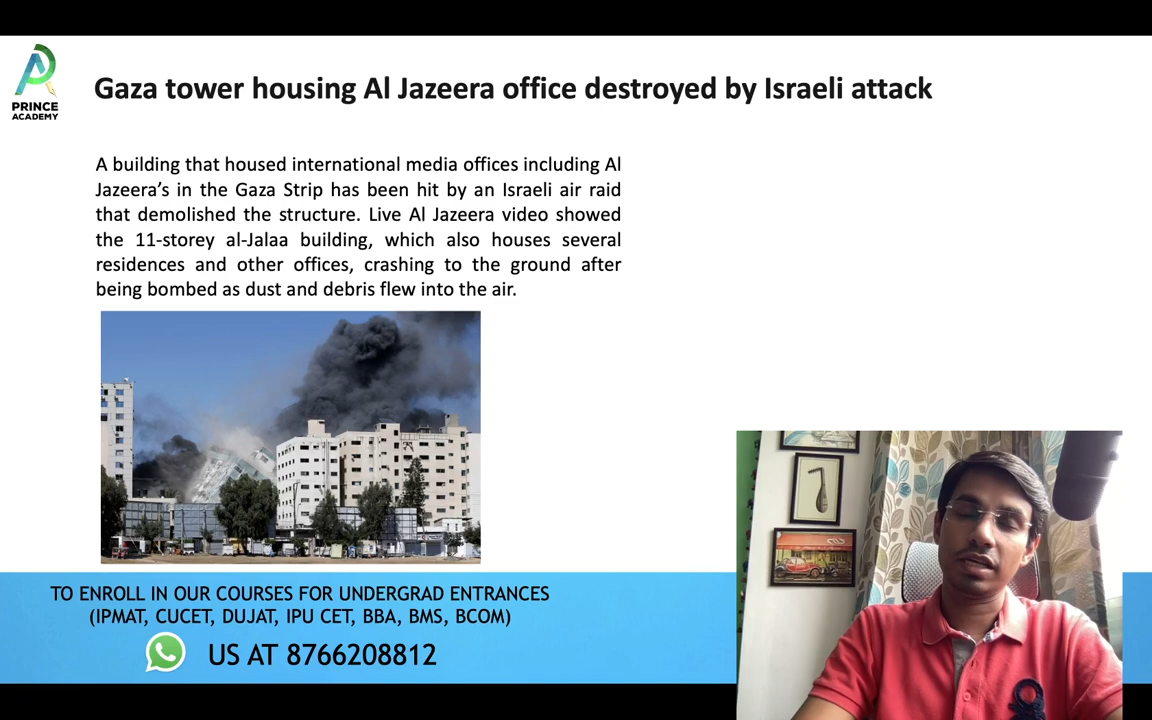 PRINCE
ACADEMY
Gaza tower housing Al Jazeera office destroyed by Israeli attack
A building that housed international media offices including Al
Jazeera’s in the Gaza Strip has been hit by an Israeli air raid
that demolished the structure. Live Al Jazeera video showed
the 11-storey al-Jalaa building, which also houses several
residences and other offices, crashing to the ground after
being bombed as dust and debris flew into the air.
TO ENROLL IN OUR COURSES FOR UNDERGRAD ENTRANCES
(IPMAT, CUCET, DUJAT, IPU CET, BBA, BMS, BCOM)
US AT 8766208812